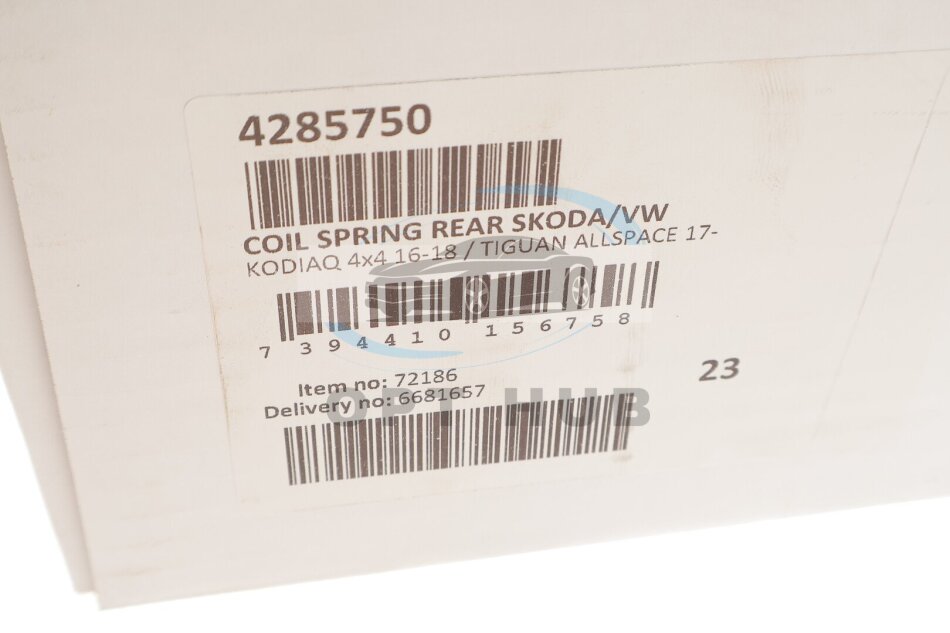 4285750
COIL SPRING REAR SKODA/VW
KODIAQ 4x4 16-18 / TIGUAN ALLSPACE 17-
7 394410 156758
23
Item no: 72186
Delivery no: 6681657
OPT HUB